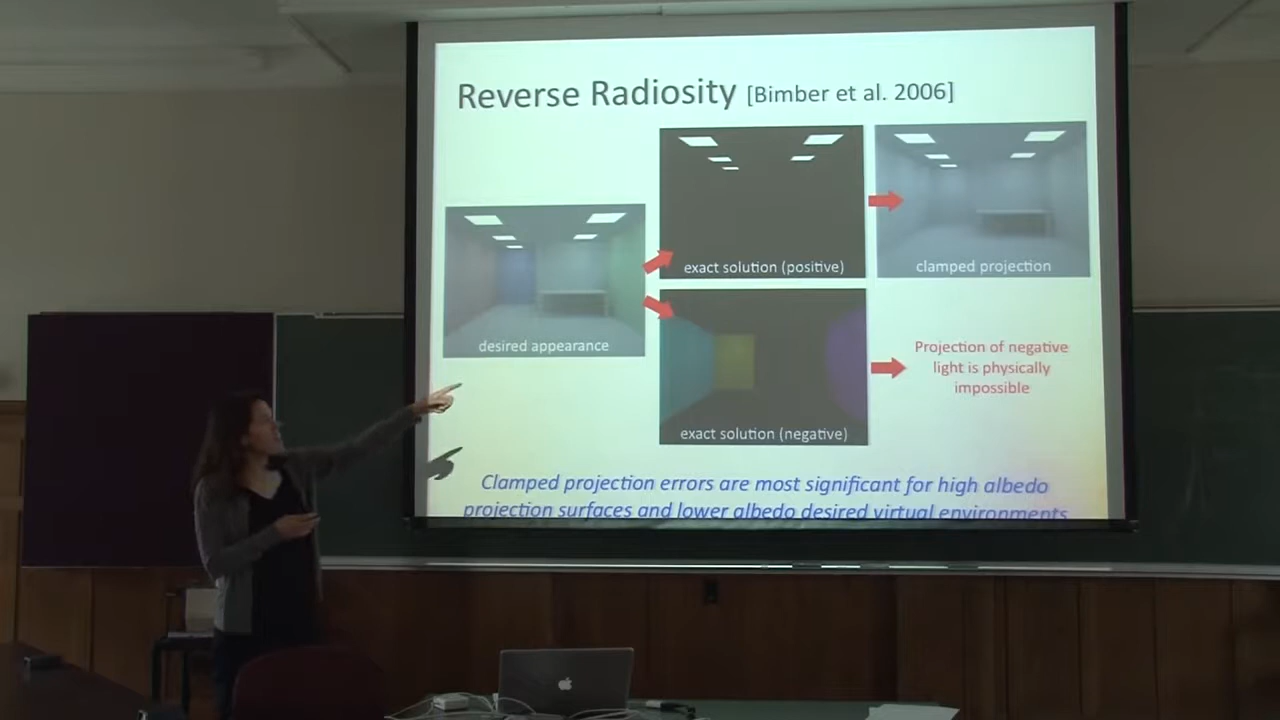 Reverse Radiosity [Bimber et al. 2006]
exact solution (positive)
clamped projection
desired appearance
Projection of negative
light is physically
impossible
exact solution (negative)
Clamped projection errors are most significant for high albedo
projection surfaces and lower albedo desired virtual environments